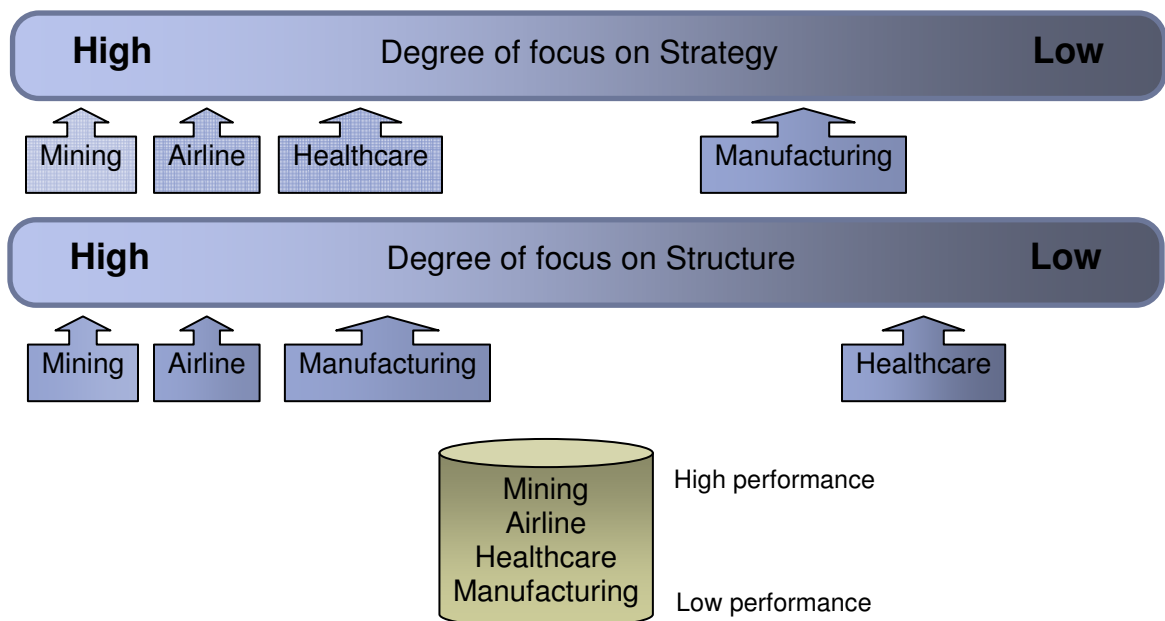 High Degree of focus on Strategy Low
Mining Airline Healthcare Manufacturing
High Degree of focus on Structure Low
Mining Airline Manufacturing Healthcare
Mining
High performance
Airline
Healthcare
Manufacturing
Low performance